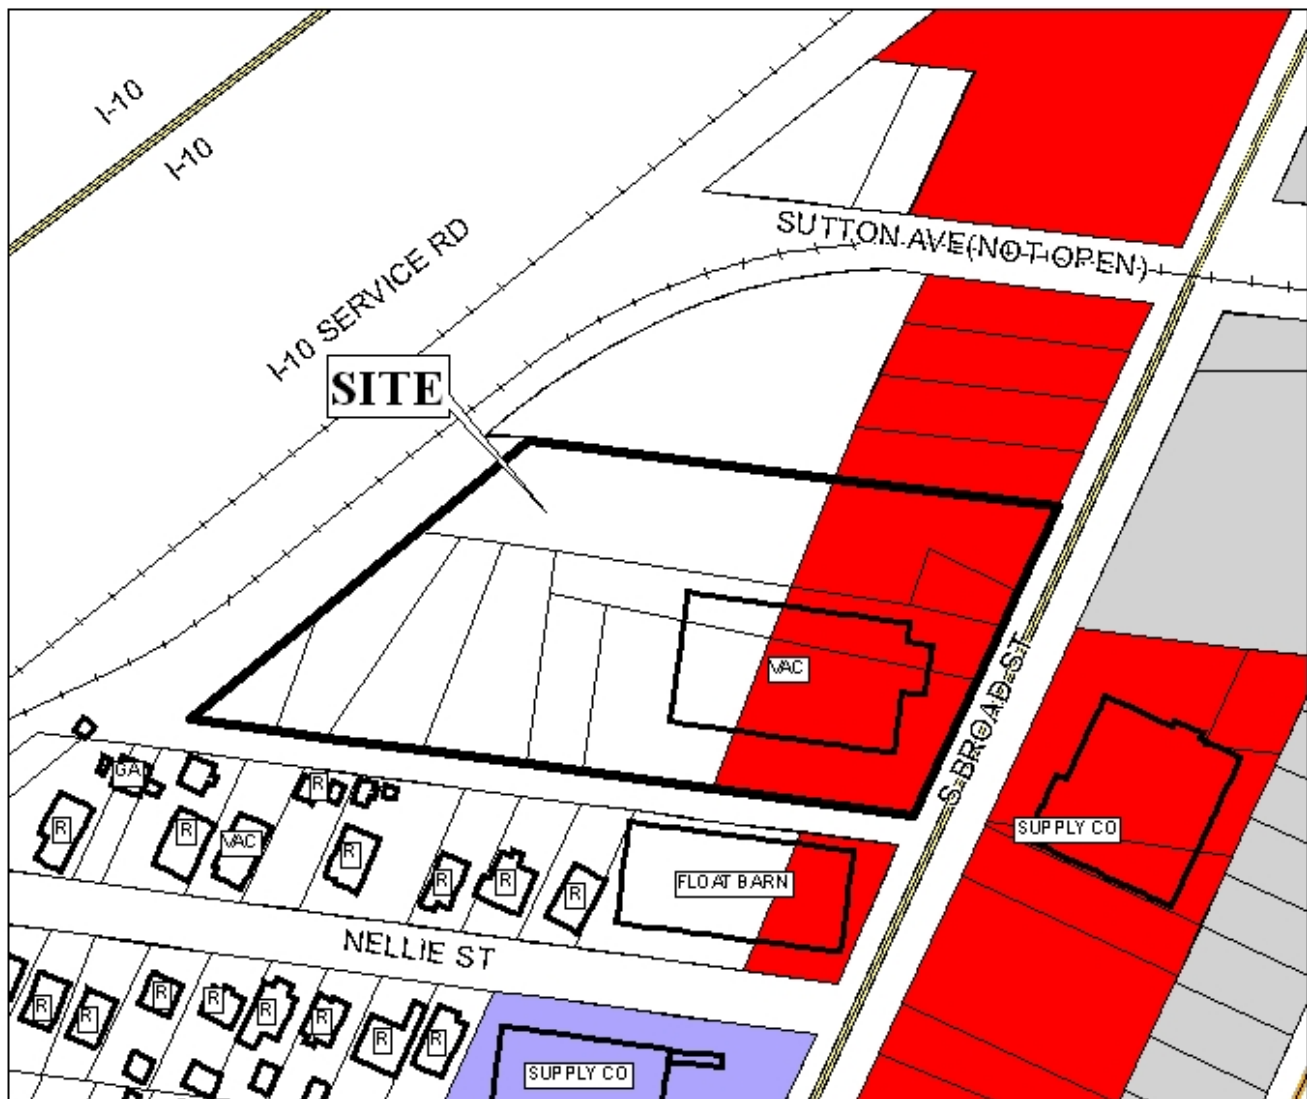 I-10
I-10
SUTTON AVE(NOT OPEN)
I-10 SERVICE RD
SITE
VAC
S BROAD ST
GA
R
R
R
VAC
R
SUPPLY CO
R
R
R
FLOAT BARN
NELLIE ST
R
R
R
R
R
R
R
R
SUPPLY CO